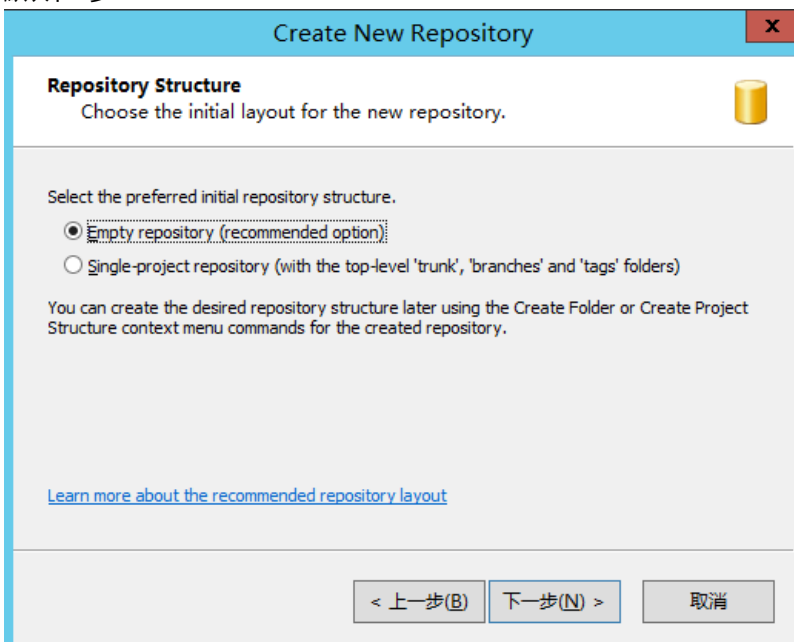 Create New Repository
x
Repository Structure
Choose the initial layout for the new repository.
Select the preferred initial repository structure.
Empty repository (recommended option)
Single-project repository (with the top-level 'trunk', 'branches' and 'tags' folders)
You can create the desired repository structure later using the Create Folder or Create Project
Structure context menu commands for the created repository.
Learn more about the recommended repository layout
< 上一步(B) 下一步(N) > 取消